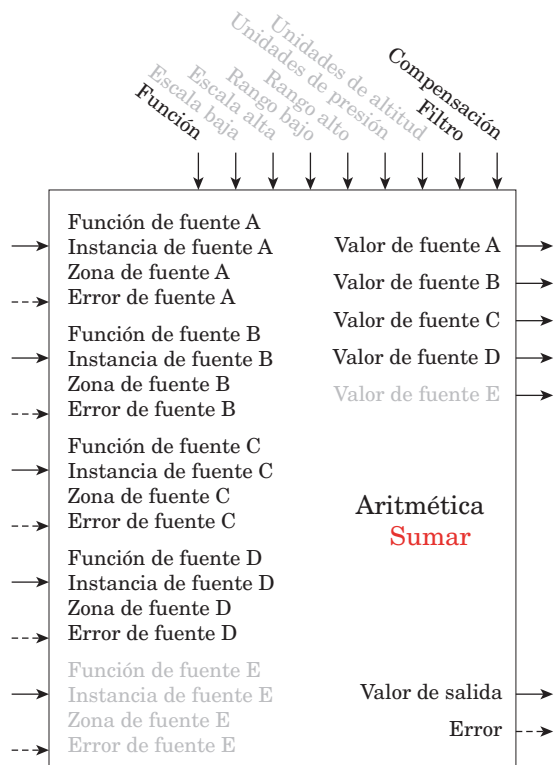 Función
Escala baja
Escala alta
Rango bajo
Rango alto
Unidades de presión
Unidades de altitud
Filtro
Compensación
Función de fuente A
Instancia de fuente A
Zona de fuente A
Error de fuente A
Función de fuente B
Instancia de fuente B
Zona de fuente B
Error de fuente B
Función de fuente C
Instancia de fuente C
Zona de fuente C
Error de fuente C
Función de fuente D
Instancia de fuente D
Zona de fuente D
Error de fuente D
Función de fuente E
Instancia de fuente E
Zona de fuente E
Error de fuente E
Valor de fuente A
Valor de fuente B
Valor de fuente C
Valor de fuente D
Valor de fuente E
Aritmética
Sumar
Valor de salida
Error